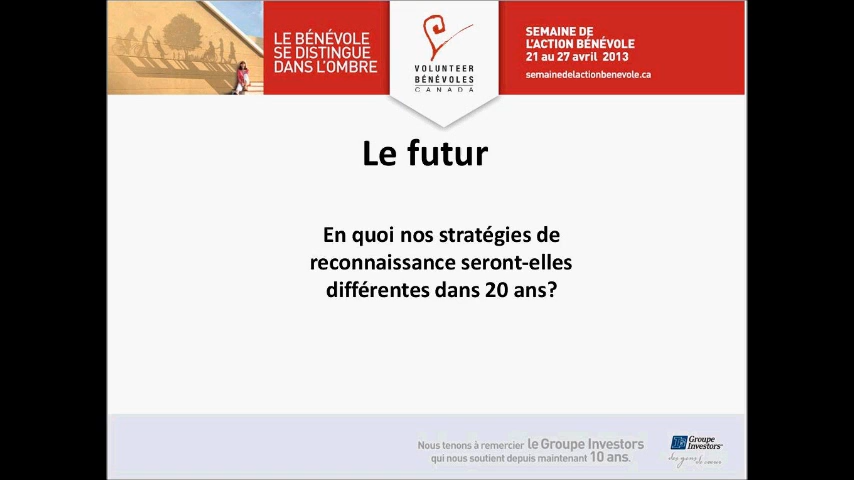 LE BÉNÉVOLE
SE DISTINGUE
DANS L'OMBRE
VOLUNTEER
BÉNÉVOLES
CANADA
SEMAINE DE
L'ACTION BÉNÉVOLE
21 au 27 avril 2013
semainedelactionbenevole.ca
Le futur
En quoi nos stratégies de
reconnaissance seront-elles
différentes dans 20 ans?
Nous tenons à remercier le Groupe Investors
qui nous soutient depuis maintenant 10 ans.
Groupe
Investors